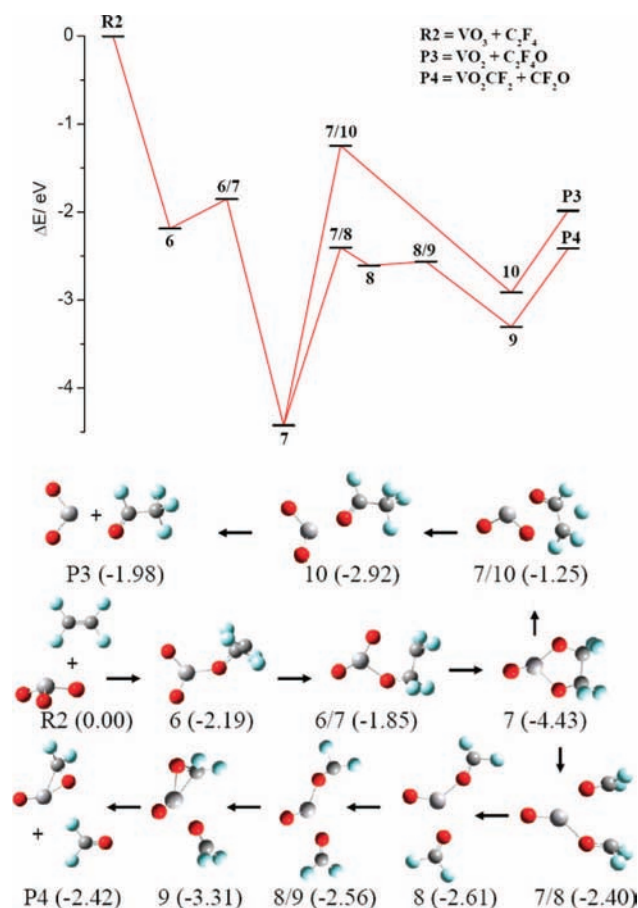 R2 = VO₃ + C₂F₄
P3 = VO₂ + C₂F₄O
P4 = VO₂CF₂ + CF₂O
ΔE/ eV
0
-1
-2
-3
-4
R2
6
6/7
7
7/10
7/8
8
8/9
10
9
P3
P4
+
P3 (-1.98) 10 (-2.92) 7/10 (-1.25)
+
R2 (0.00) 6 (-2.19) 6/7 (-1.85) 7 (-4.43)
+
P4 (-2.42) 9 (-3.31) 8/9 (-2.56) 8 (-2.61) 7/8 (-2.40)